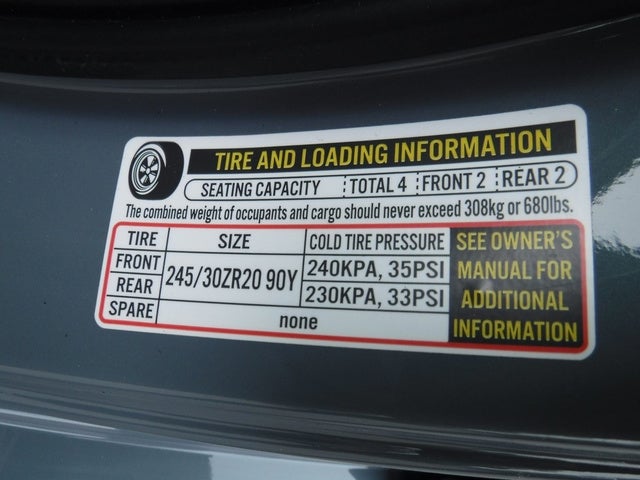 TIRE AND LOADING INFORMATION
SEATING CAPACITY TOTAL 4 FRONT 2 REAR 2
The combined weight of occupants and cargo should never exceed 308kg or 680lbs.
TIRE SIZE COLD TIRE PRESSURE
FRONT 245/30ZR20 90Y 240KPA, 35PSI
REAR 230KPA, 33PSI
SPARE none
SEE OWNER'S
MANUAL FOR
ADDITIONAL
INFORMATION